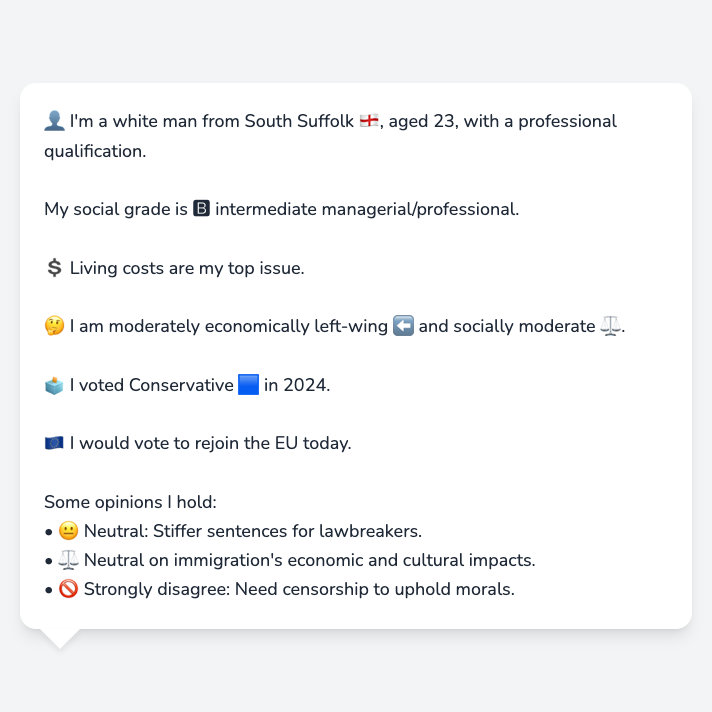 👤 I'm a white man from South Suffolk 🏴󠁧󠁢󠁥󠁮󠁧󠁿, aged 23, with a professional
qualification.
My social grade is 🅱 intermediate managerial/professional.
💲 Living costs are my top issue.
🤔 I am moderately economically left-wing ⬅️ and socially moderate ⚖️.
🗳️ I voted Conservative 🟦 in 2024.
🇪🇺 I would vote to rejoin the EU today.
Some opinions I hold:
• 😐 Neutral: Stiffer sentences for lawbreakers.
• ⚖️ Neutral on immigration's economic and cultural impacts.
• 🚫 Strongly disagree: Need censorship to uphold morals.